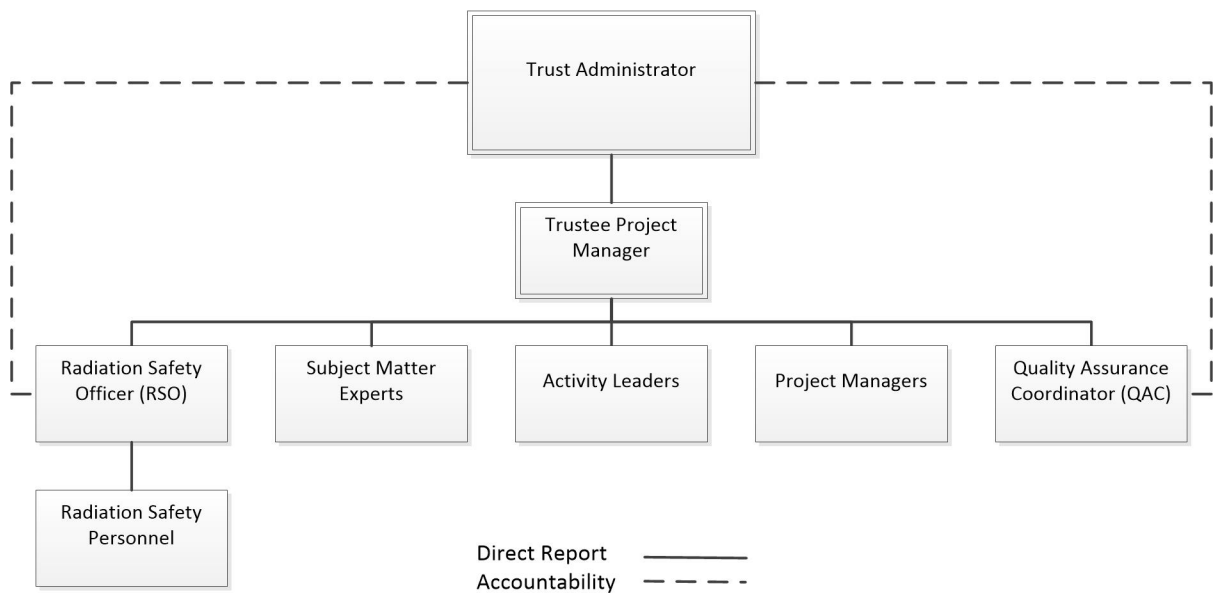 Trust Administrator
Trustee Project
Manager
Radiation Safety
Officer (RSO)
Subject Matter
Experts
Activity Leaders
Project Managers
Quality Assurance
Coordinator (QAC)
Radiation Safety
Personnel
Direct Report
Accountability